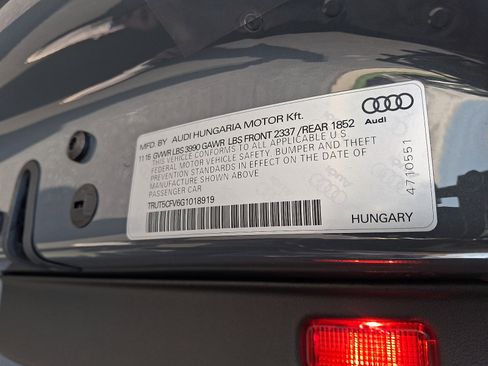 MFD. BY AUDI HUNGARIA MOTOR Kft.
11 15 GVWR LBS 3990 GAWR LBS FRONT 2337 / REAR 1852
THIS VEHICLE CONFORMS TO ALL APPLICABLE U S
FEDERAL MOTOR VEHICLE SAFETY, BUMPER AND THEFT
PREVENTION STANDARDS IN EFFECT ON THE DATE OF
MANUFACTURE SHOWN ABOVE
PASSENGER CAR
TRUT5CFV6G1018919
Audi
4710551
HUNGARY